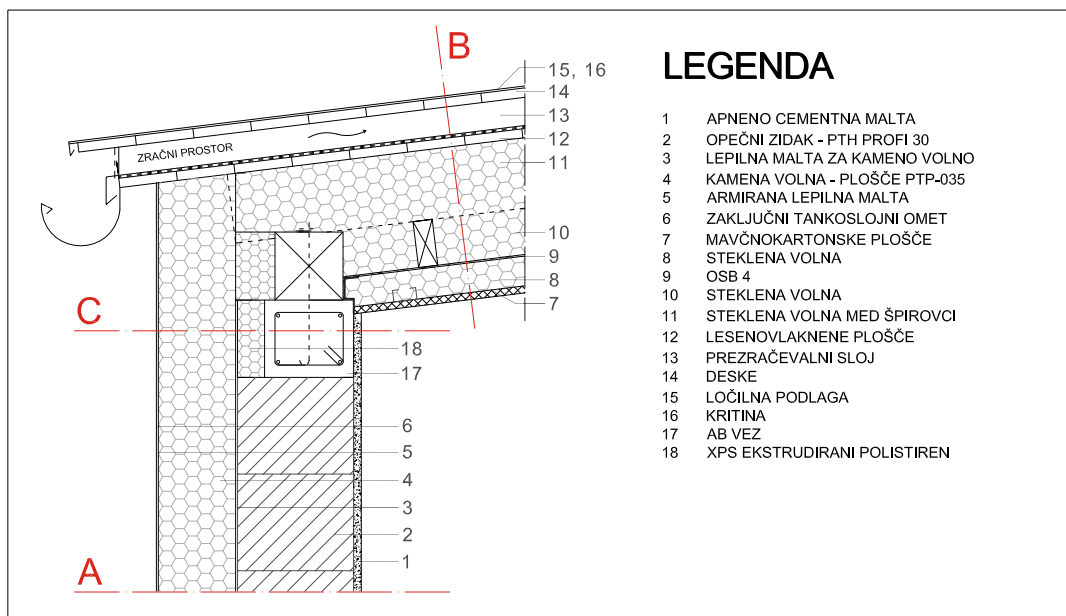 B
15, 16
14
13
12
11
10
9
8
7
ZRAČNI PROSTOR
C
18
17
6
5
4
3
2
1
A
LEGENDA
1 APNENO CEMENTNA MALTA
2 OPEČNI ZIDAK - PTH PROFI 30
3 LEPILNA MALTA ZA KAMENO VOLNO
4 KAMENA VOLNA - PLOŠČE PTP-035
5 ARMIRANA LEPILNA MALTA
6 ZAKLJUČNI TANKOSLOJNI OMET
7 MAVČNOKARTONSKE PLOŠČE
8 STEKLENA VOLNA
9 OSB 4
10 STEKLENA VOLNA
11 STEKLENA VOLNA MED ŠPIROVCI
12 LESENOVLAKNENE PLOŠČE
13 PREZRAČEVALNI SLOJ
14 DESKE
15 LOČILNA PODLAGA
16 KRITINA
17 AB VEZ
18 XPS EKSTRUDIRANI POLISTIREN